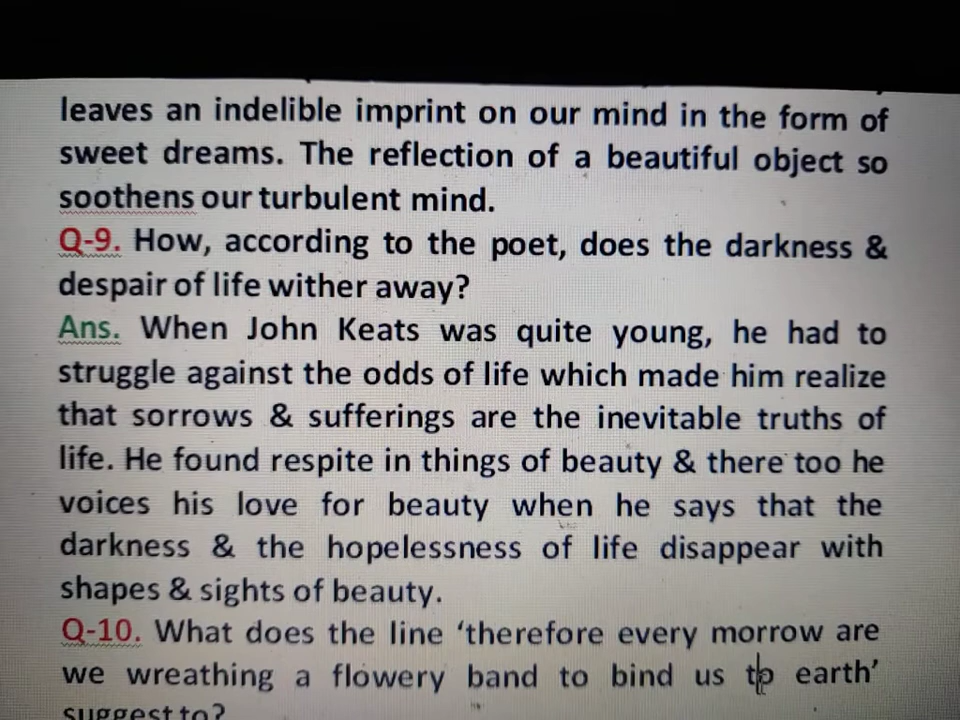 leaves an indelible imprint on our mind in the form of
sweet dreams. The reflection of a beautiful object so
soothens our turbulent mind.
Q-9. How, according to the poet, does the darkness &
despair of life wither away?
Ans. When John Keats was quite young, he had to
struggle against the odds of life which made him realize
that sorrows & sufferings are the inevitable truths of
life. He found respite in things of beauty & there too he
voices his love for beauty when he says that the
darkness & the hopelessness of life disappear with
shapes & sights of beauty.
Q-10. What does the line ‘therefore every morrow are
we wreathing a flowery band to bind us to earth’
suggest to?